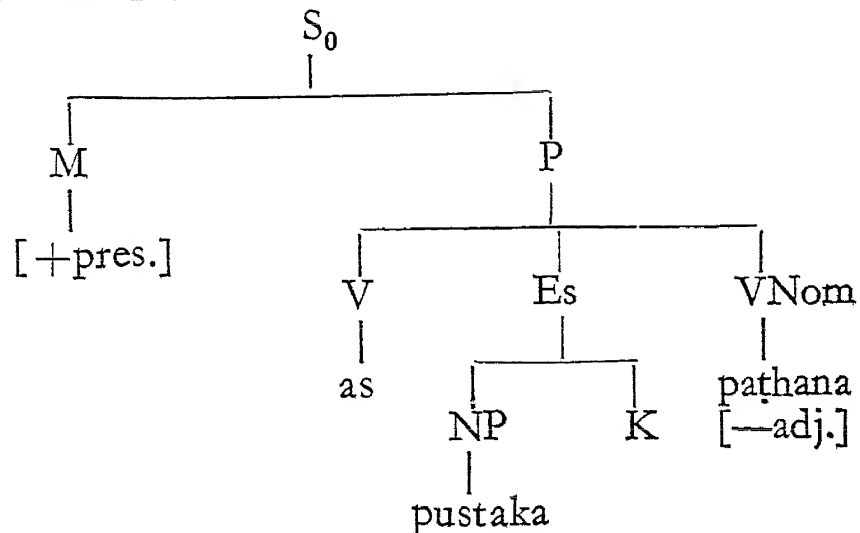 S₀
M P
[+pres.]
V Es VNom
as paṭhana
NP K [—adj.]
pustaka